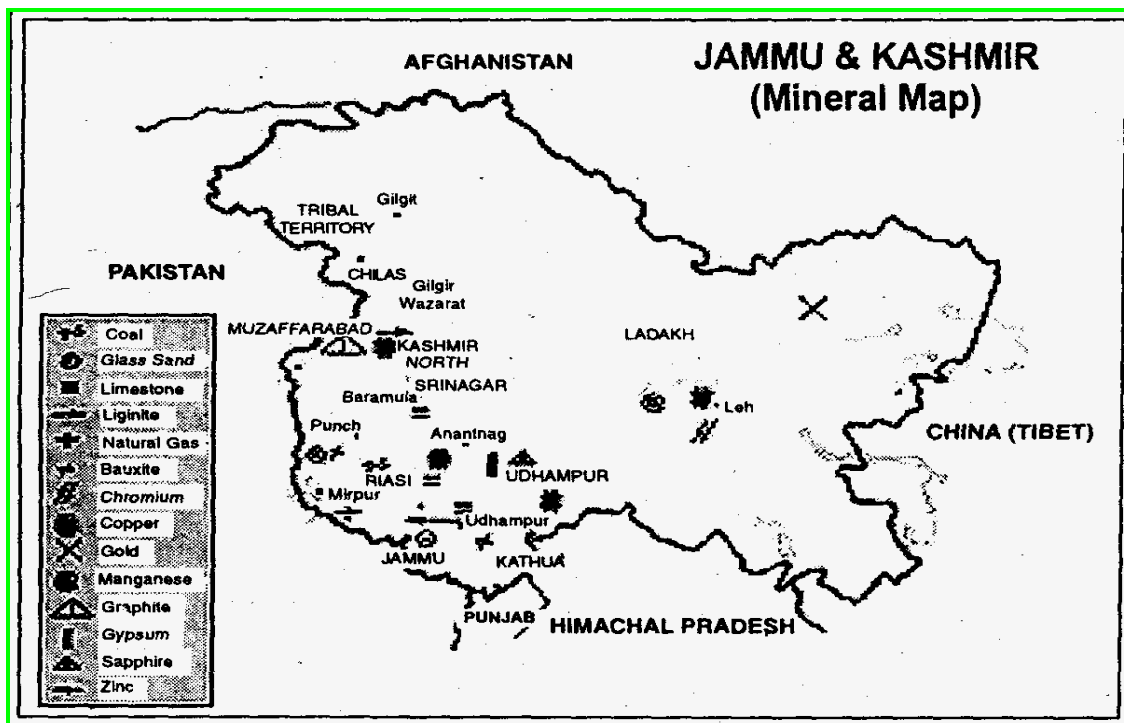 JAMMU & KASHMIR
(Mineral Map)
AFGHANISTAN
Gilgit
TRIBAL
TERRITORY
PAKISTAN
CHILAS
Gilgir
Wazarat
MUZAFFARABAD
KASHMIR
NORTH
LADAKH
SRINAGAR
Baramula
Leh
Punch
Anantnag
CHINA (TIBET)
RIASI
UDHAMPUR
Mirpur
Udhampur
JAMMU
KATHUA
PUNJAB
HIMACHAL PRADESH
Coal
Glass Sand
Limestone
Liginite
Natural Gas
Bauxite
Chromium
Copper
Gold
Manganese
Graphite
Gypsum
Sapphire
Zinc